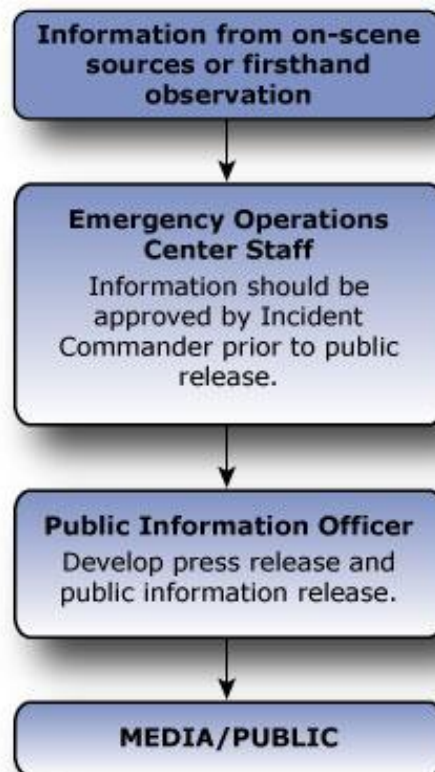 Information from on-scene
sources or firsthand
observation
Emergency Operations
Center Staff
Information should be
approved by Incident
Commander prior to public
release.
Public Information Officer
Develop press release and
public information release.
MEDIA/PUBLIC